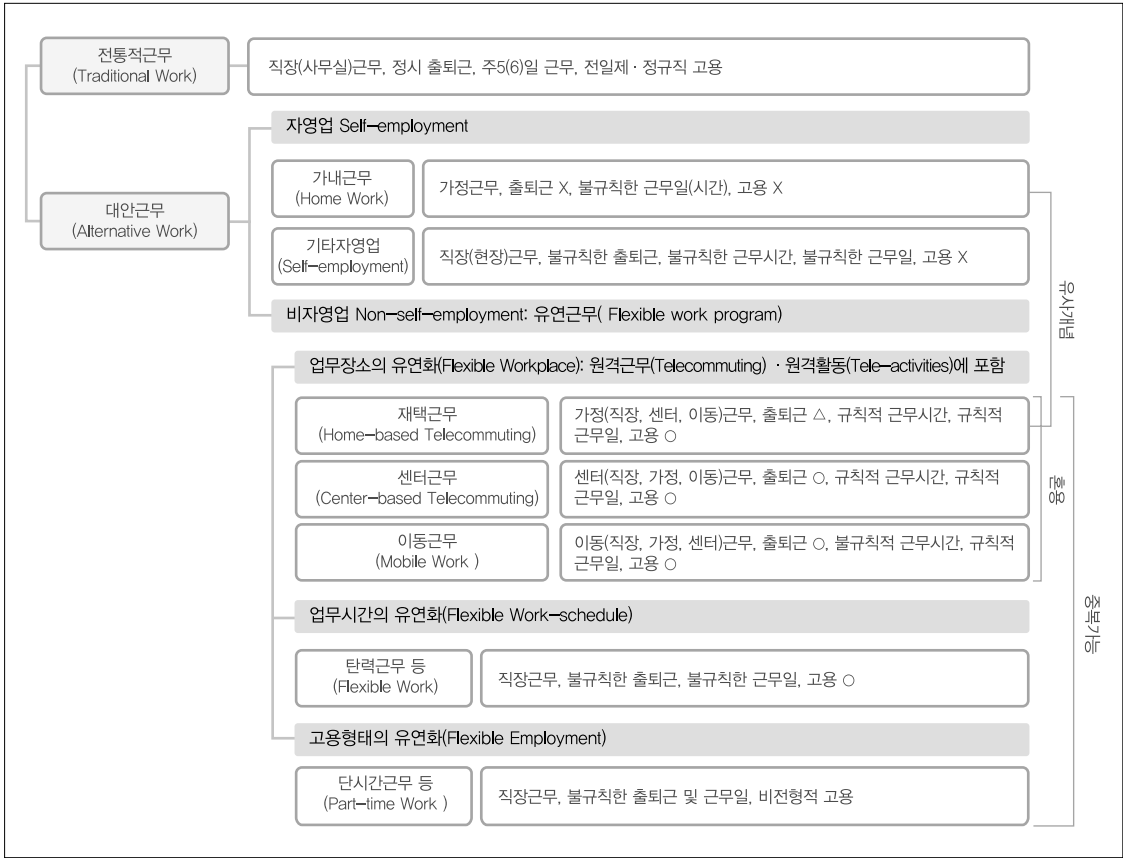 전통적근무
(Traditional Work)
직장(사무실)근무, 정시 출퇴근, 주5(6)일 근무, 전일제 · 정규직 고용
자영업 Self-employment
가내근무
(Home Work)
가정근무, 출퇴근 X, 불규칙한 근무일(시간), 고용 X
대안근무
(Alternative Work)
기타자영업
(Self-employment)
직장(현장)근무, 불규칙한 출퇴근, 불규칙한 근무시간, 불규칙한 근무일, 고용 X
비자영업 Non-self-employment: 유연근무( Flexible work program)
유사개념
업무장소의 유연화(Flexible Workplace): 원격근무(Telecommuting) · 원격활동(Tele-activities)에 포함
재택근무
(Home-based Telecommuting)
가정(직장, 센터, 이동)근무, 출퇴근 △, 규칙적 근무시간, 규칙적
근무일, 고용 ○
센터근무
(Center-based Telecommuting)
센터(직장, 가정, 이동)근무, 출퇴근 ○, 규칙적 근무시간, 규칙적
근무일, 고용 ○
혼용
이동근무
(Mobile Work )
이동(직장, 가정, 센터)근무, 출퇴근 ○, 불규칙적 근무시간, 규칙적
근무일, 고용 ○
업무시간의 유연화(Flexible Work-schedule)
중복가능
탄력근무 등
(Flexible Work)
직장근무, 불규칙한 출퇴근, 불규칙한 근무일, 고용 ○
고용형태의 유연화(Flexible Employment)
단시간근무 등
(Part-time Work )
직장근무, 불규칙한 출퇴근 및 근무일, 비전형적 고용